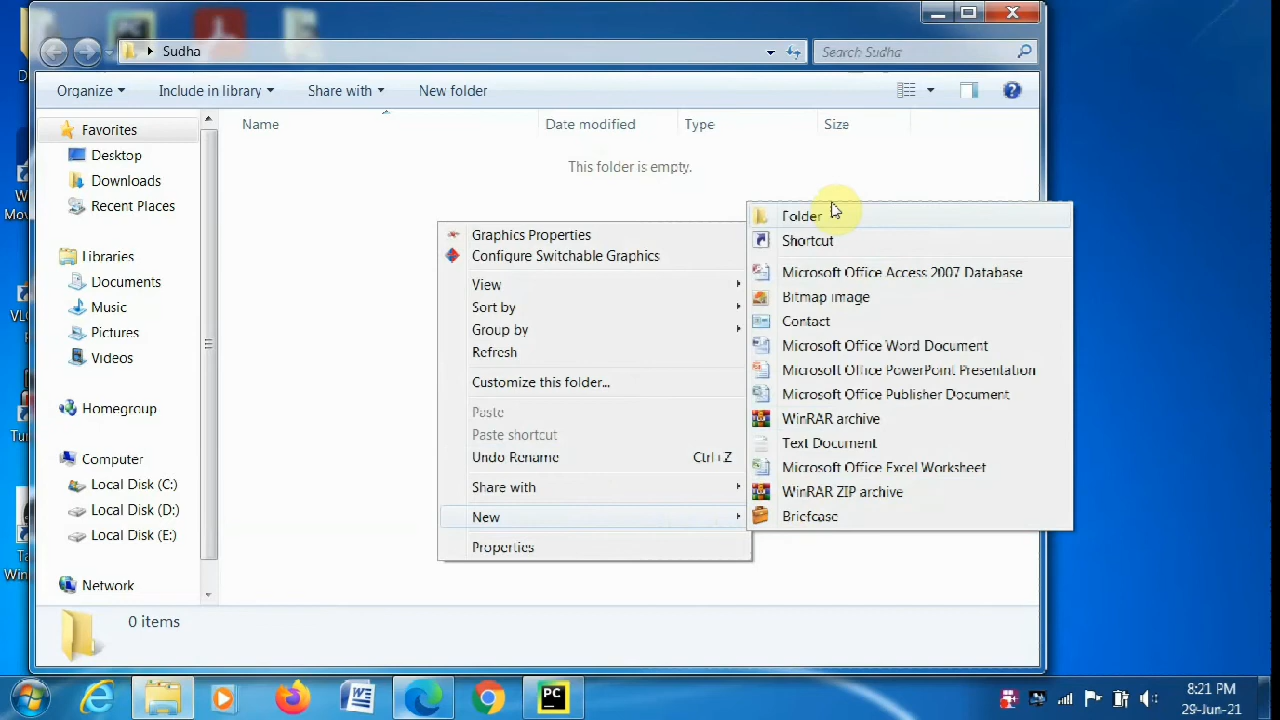 Sudha
Search Sudha
Organize
Include in library
Share with
New folder
Name
Date modified
Type
Size
This folder is empty.
Favorites
Desktop
Downloads
Recent Places
Libraries
Documents
Music
Pictures
Videos
Homegroup
Computer
Local Disk (C:)
Local Disk (D:)
Local Disk (E:)
Network
Graphics Properties
Configure Switchable Graphics
View
Sort by
Group by
Refresh
Customize this folder...
Paste
Paste shortcut
Undo Rename Ctrl+Z
Share with
New
Properties
Folder
Shortcut
Microsoft Office Access 2007 Database
Bitmap image
Contact
Microsoft Office Word Document
Microsoft Office PowerPoint Presentation
Microsoft Office Publisher Document
WinRAR archive
Text Document
Microsoft Office Excel Worksheet
WinRAR ZIP archive
Briefcase
0 items
PC
8:21 PM
29-Jun-21